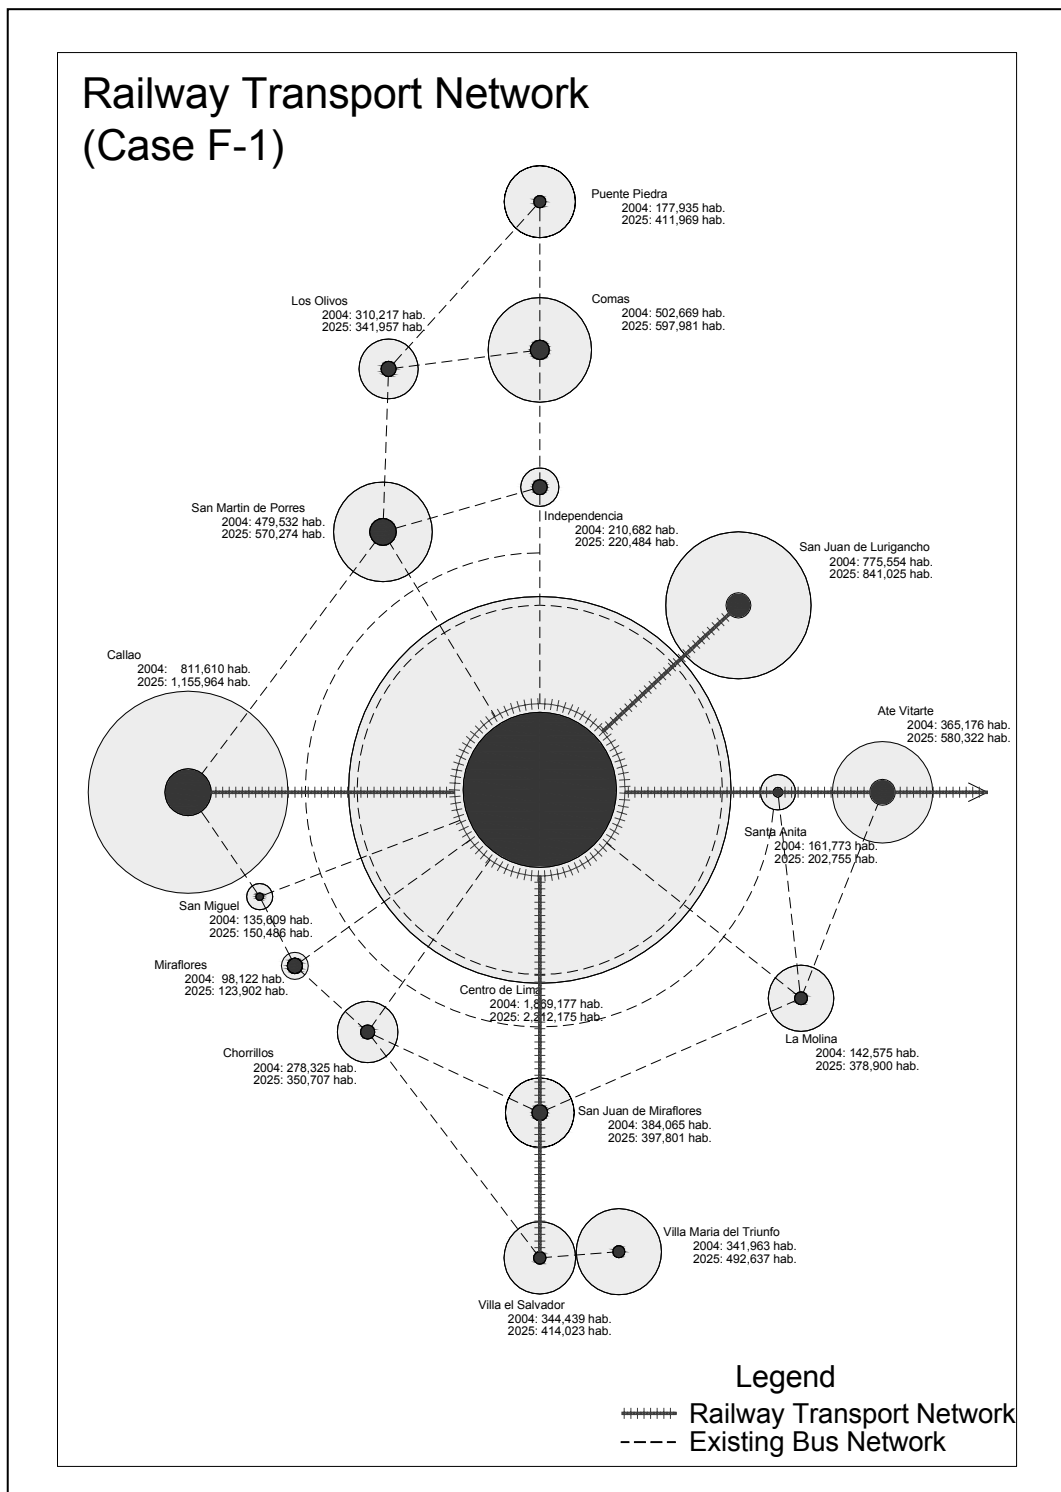 Railway Transport Network
(Case F-1)
Puente Piedra
2004: 177,935 hab.
2025: 411,969 hab.
Los Olivos
2004: 310,217 hab.
2025: 341,957 hab.
Comas
2004: 502,669 hab.
2025: 597,981 hab.
San Martin de Porres
2004: 479,532 hab.
2025: 570,274 hab.
Independencia
2004: 210,682 hab.
2025: 220,484 hab.
San Juan de Lurigancho
2004: 775,554 hab.
2025: 841,025 hab.
Callao
2004: 811,610 hab.
2025: 1,155,964 hab.
Ate Vitarte
2004: 365,176 hab.
2025: 580,322 hab.
Santa Anita
2004: 161,773 hab.
2025: 202,755 hab.
San Miguel
2004: 135,609 hab.
2025: 150,486 hab.
Miraflores
2004: 98,122 hab.
2025: 123,902 hab.
Centro de Lima
2004: 1,869,177 hab.
2025: 2,212,175 hab.
Chorrillos
2004: 278,325 hab.
2025: 350,707 hab.
La Molina
2004: 142,575 hab.
2025: 378,900 hab.
San Juan de Miraflores
2004: 384,065 hab.
2025: 397,801 hab.
Villa Maria del Triunfo
2004: 341,963 hab.
2025: 492,637 hab.
Villa el Salvador
2004: 344,439 hab.
2025: 414,023 hab.
Legend
Railway Transport Network
Existing Bus Network